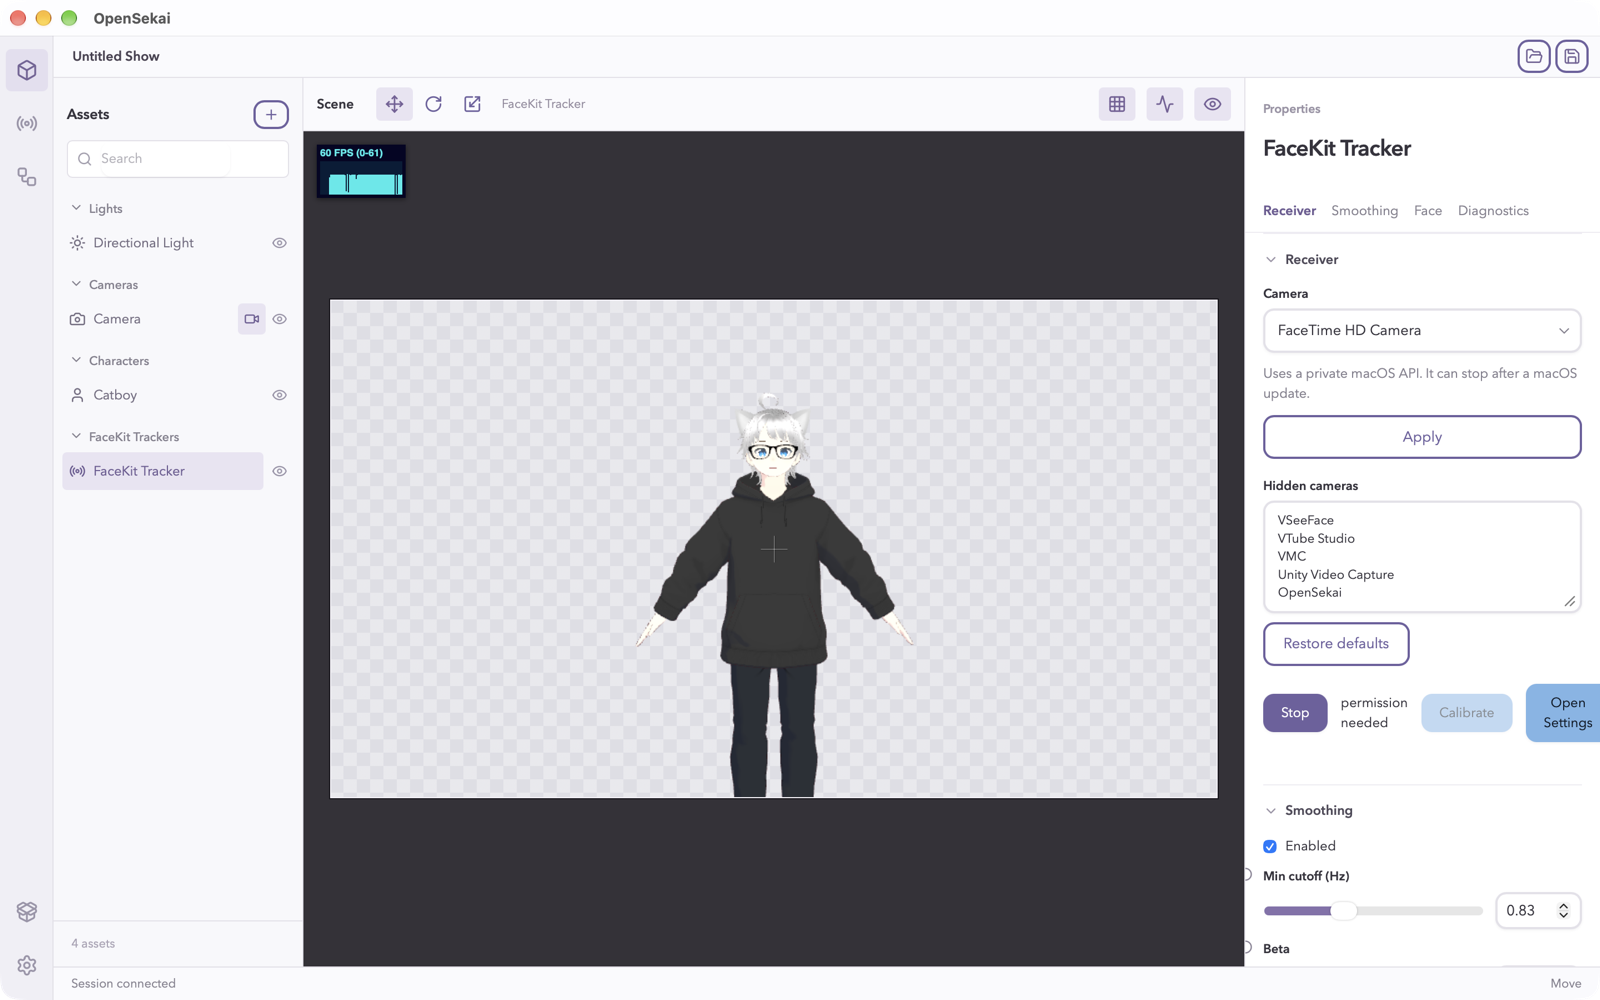 OpenSekai
Untitled Show
Assets
Search
Lights
Directional Light
Cameras
Camera
Characters
Catboy
FaceKit Trackers
FaceKit Tracker
4 assets
Session connected
Scene
FaceKit Tracker
60 FPS (0-61)
Properties
FaceKit Tracker
Receiver Smoothing Face Diagnostics
Receiver
Camera
FaceTime HD Camera
Uses a private macOS API. It can stop after a macOS
update.
Apply
Hidden cameras
VSeeFace
VTube Studio
VMC
Unity Video Capture
OpenSekai
Restore defaults
Stop
permission
needed
Calibrate
Open
Settings
Smoothing
Enabled
Min cutoff (Hz)
0.83
Beta
Move